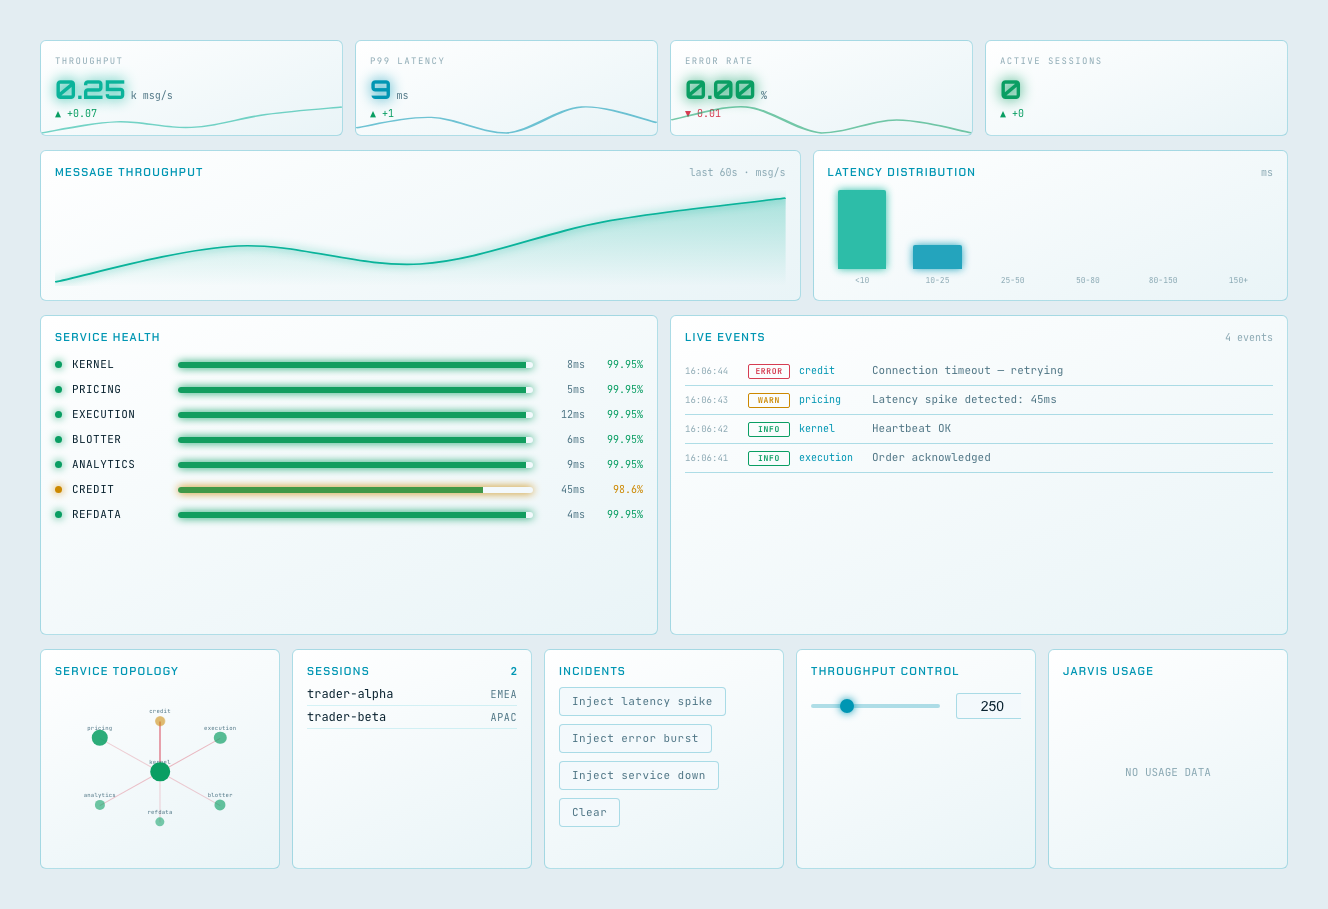 THROUGHPUT
0.25 k msg/s
▲ +0.07
P99 LATENCY
9 ms
▲ +1
ERROR RATE
0.00 %
▼ 0.01
ACTIVE SESSIONS
0
▲ +0
MESSAGE THROUGHPUT
last 60s · msg/s
LATENCY DISTRIBUTION
ms
<10 10-25 25-50 50-80 80-150 150+
SERVICE HEALTH
KERNEL 8ms 99.95%
PRICING 5ms 99.95%
EXECUTION 12ms 99.95%
BLOTTER 6ms 99.95%
ANALYTICS 9ms 99.95%
CREDIT 45ms 98.6%
REFDATA 4ms 99.95%
LIVE EVENTS
4 events
16:06:44 ERROR credit Connection timeout — retrying
16:06:43 WARN pricing Latency spike detected: 45ms
16:06:42 INFO kernel Heartbeat OK
16:06:41 INFO execution Order acknowledged
SERVICE TOPOLOGY
credit
pricing
execution
kernel
analytics
blotter
refdata
SESSIONS 2
trader-alpha EMEA
trader-beta APAC
INCIDENTS
Inject latency spike
Inject error burst
Inject service down
Clear
THROUGHPUT CONTROL
250
JARVIS USAGE
NO USAGE DATA